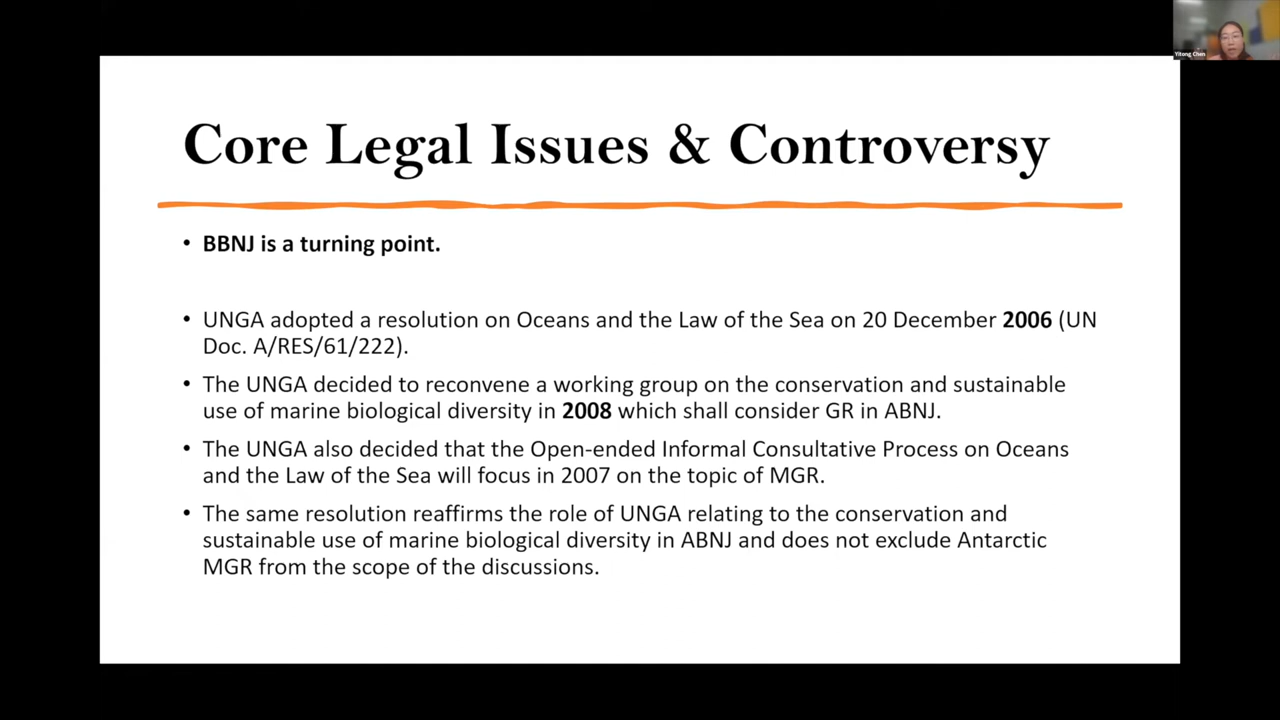 Yitong Chen
Core Legal Issues & Controversy
• BBNJ is a turning point.
• UNGA adopted a resolution on Oceans and the Law of the Sea on 20 December 2006 (UN
Doc. A/RES/61/222).
• The UNGA decided to reconvene a working group on the conservation and sustainable
use of marine biological diversity in 2008 which shall consider GR in ABNJ.
• The UNGA also decided that the Open-ended Informal Consultative Process on Oceans
and the Law of the Sea will focus in 2007 on the topic of MGR.
• The same resolution reaffirms the role of UNGA relating to the conservation and
sustainable use of marine biological diversity in ABNJ and does not exclude Antarctic
MGR from the scope of the discussions.